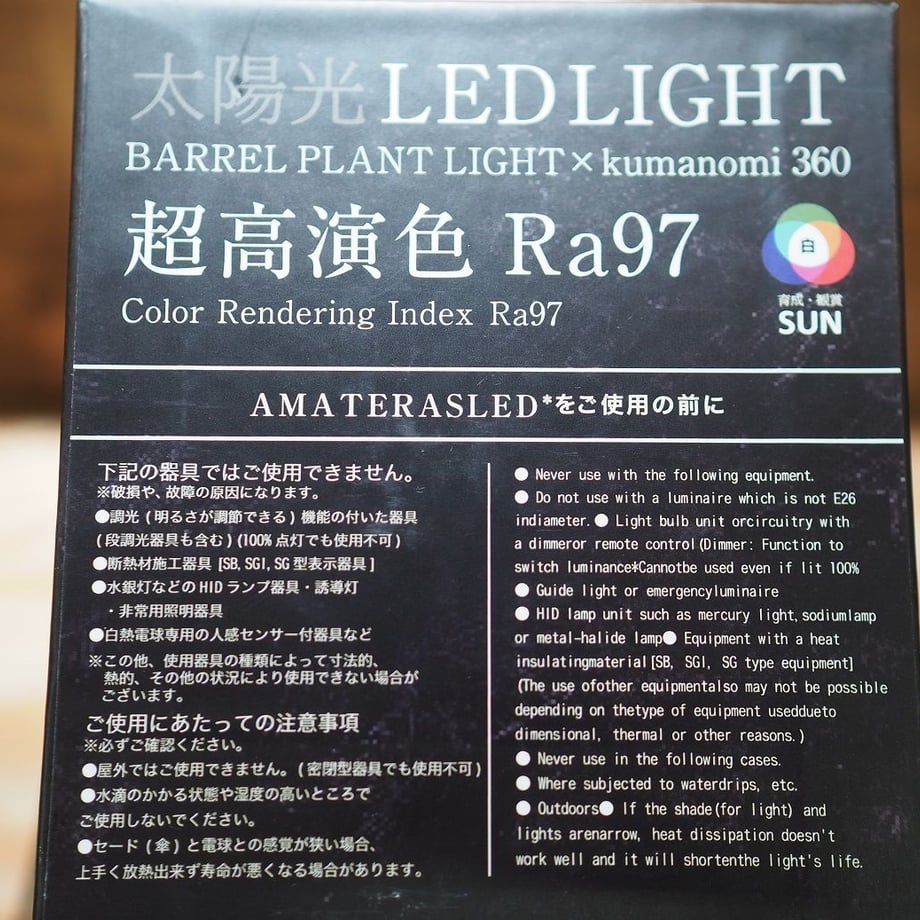 太陽光 LED LIGHT
BARREL PLANT LIGHT×kumanomi 360
超高演色 Ra97
Color Rendering Index Ra97
白
育成・観賞
SUN
AMATERASLED*をご使用の前に
下記の器具ではご使用できません。
※破損や、故障の原因になります。
●調光 (明るさが調節できる) 機能の付いた器具
(段調光器具も含む) (100% 点灯でも使用不可)
●断熱材施工器具 [SB, SGI, SG 型表示器具]
●水銀灯などの HID ランプ器具・誘導灯
・非常用照明器具
●白熱電球専用の人感センサー付器具など
※この他、使用器具の種類によって寸法的、
熱的、その他の状況により使用できない場合が
ございます。
ご使用にあたっての注意事項
※必ずご確認ください。
●屋外ではご使用できません。(密閉型器具でも使用不可)
●水滴のかかる状態や湿度の高いところで
ご使用しないでください。
●セード (傘) と電球との感覚が狭い場合、
上手く放熱出来ず寿命が悪くなる場合があります。
● Never use with the following equipment.
● Do not use with a luminaire which is not E26
indiameter. ● Light bulb unit orcircuitry with
a dimmeror remote control(Dimmer: Function to
switch luminance※Cannotbe used even if lit 100%
● Guide light or emergencyluminaire
● HID lamp unit such as mercury light, sodiumlamp
or metal-halide lamp● Equipment with a heat
insulatingmaterial[SB, SGI, SG type equipment]
(The use ofother equipmentalso may not be possible
depending on thetype of equipment useddueto
dimensional, thermal or other reasons.)
● Never use in the following cases.
● Where subjected to waterdrips, etc.
● Outdoors● If the shade(for light) and
lights arenarrow, heat dissipation doesn't
work well and it will shortenthe light's life.